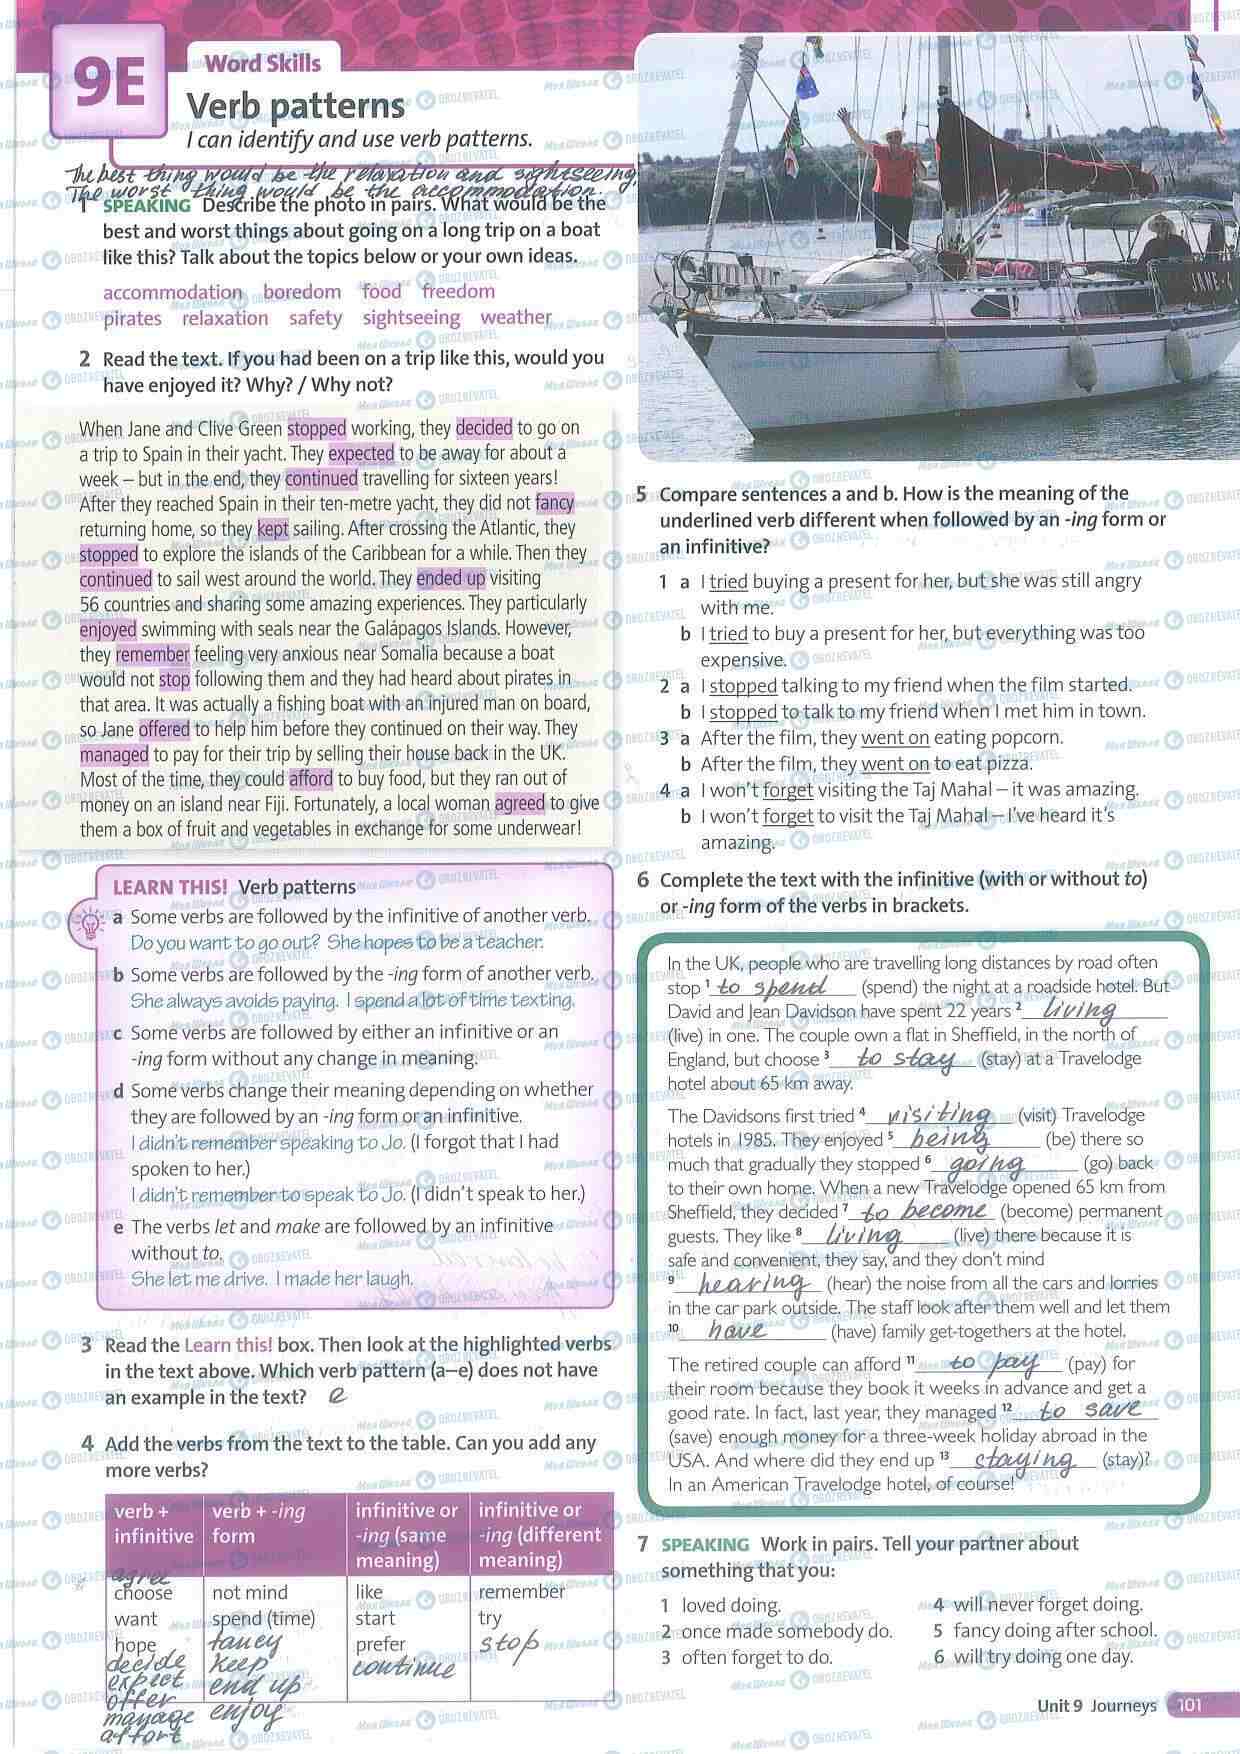 9E
Word Skills
Verb patterns
I can identify and use verb patterns.
The best thing would be the relaxation and sightseeing,
The worst thing would be the accommodation.
1 SPEAKING Describe the photo in pairs. What would be the
best and worst things about going on a long trip on a boat
like this? Talk about the topics below or your own ideas.
accommodation boredom food freedom
pirates relaxation safety sightseeing weather
2 Read the text. If you had been on a trip like this, would you
have enjoyed it? Why? / Why not?
When Jane and Clive Green stopped working, they decided to go on
a trip to Spain in their yacht. They expected to be away for about a
week – but in the end, they continued travelling for sixteen years!
After they reached Spain in their ten-metre yacht, they did not fancy
returning home, so they kept sailing. After crossing the Atlantic, they
stopped to explore the islands of the Caribbean for a while. Then they
continued to sail west around the world. They ended up visiting
56 countries and sharing some amazing experiences. They particularly
enjoyed swimming with seals near the Galápagos Islands. However,
they remember feeling very anxious near Somalia because a boat
would not stop following them and they had heard about pirates in
that area. It was actually a fishing boat with an injured man on board,
so Jane offered to help him before they continued on their way. They
managed to pay for their trip by selling their house back in the UK.
Most of the time, they could afford to buy food, but they ran out of
money on an island near Fiji. Fortunately, a local woman agreed to give
them a box of fruit and vegetables in exchange for some underwear!
LEARN THIS! Verb patterns
a Some verbs are followed by the infinitive of another verb.
Do you want to go out? She hopes to be a teacher.
b Some verbs are followed by the -ing form of another verb.
She always avoids paying. I spend a lot of time texting.
c Some verbs are followed by either an infinitive or an
-ing form without any change in meaning.
d Some verbs change their meaning depending on whether
they are followed by an -ing form or an infinitive.
I didn't remember speaking to Jo. (I forgot that I had
spoken to her.)
I didn't remember to speak to Jo. (I didn't speak to her.)
e The verbs let and make are followed by an infinitive
without to.
She let me drive. I made her laugh.
3 Read the Learn this! box. Then look at the highlighted verbs
in the text above. Which verb pattern (a–e) does not have
an example in the text? e
4 Add the verbs from the text to the table. Can you add any
more verbs?
verb + infinitive
agree
choose
want
hope
decide
expect
offer
manage
affort
verb + -ing form
not mind
spend (time)
fancy
keep
end up
enjoy
infinitive or -ing (same meaning)
like
start
prefer
continue
infinitive or -ing (different meaning)
remember
try
stop
JANE-
5 Compare sentences a and b. How is the meaning of the
underlined verb different when followed by an -ing form or
an infinitive?
1 a I tried buying a present for her, but she was still angry
with me.
b I tried to buy a present for her, but everything was too
expensive.
2 a I stopped talking to my friend when the film started.
b I stopped to talk to my friend when I met him in town.
3 a After the film, they went on eating popcorn.
b After the film, they went on to eat pizza.
4 a I won't forget visiting the Taj Mahal – it was amazing.
b I won't forget to visit the Taj Mahal – I've heard it's
amazing.
6 Complete the text with the infinitive (with or without to)
or -ing form of the verbs in brackets.
In the UK, people who are travelling long distances by road often
stop 1 to spend (spend) the night at a roadside hotel. But
David and Jean Davidson have spent 22 years 2 living
(live) in one. The couple own a flat in Sheffield, in the north of
England, but choose 3 to stay (stay) at a Travelodge
hotel about 65 km away.
The Davidsons first tried 4 visiting (visit) Travelodge
hotels in 1985. They enjoyed 5 being (be) there so
much that gradually they stopped 6 going (go) back
to their own home. When a new Travelodge opened 65 km from
Sheffield, they decided 7 to become (become) permanent
guests. They like 8 living (live) there because it is
safe and convenient, they say, and they don't mind
9 hearing (hear) the noise from all the cars and lorries
in the car park outside. The staff look after them well and let them
10 have (have) family get-togethers at the hotel.
The retired couple can afford 11 to pay (pay) for
their room because they book it weeks in advance and get a
good rate. In fact, last year, they managed 12 to save
(save) enough money for a three-week holiday abroad in the
USA. And where did they end up 13 staying (stay)?
In an American Travelodge hotel, of course!
7 SPEAKING Work in pairs. Tell your partner about
something that you:
1 loved doing.
2 once made somebody do.
3 often forget to do.
4 will never forget doing.
5 fancy doing after school.
6 will try doing one day.
Unit 9 Journeys 101